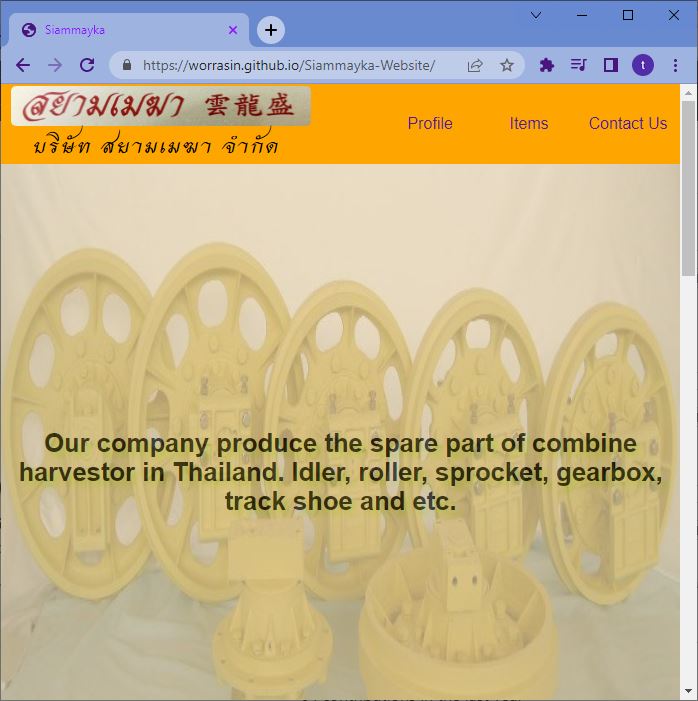 Siammayka
https://worrasin.github.io/Siammayka-Website/
t
สยามเมฆา 雲龍盛
บริษัท สยามเมฆา จำกัด
Profile
Items
Contact Us
Our company produce the spare part of combine
harvestor in Thailand. Idler, roller, sprocket, gearbox,
track shoe and etc.